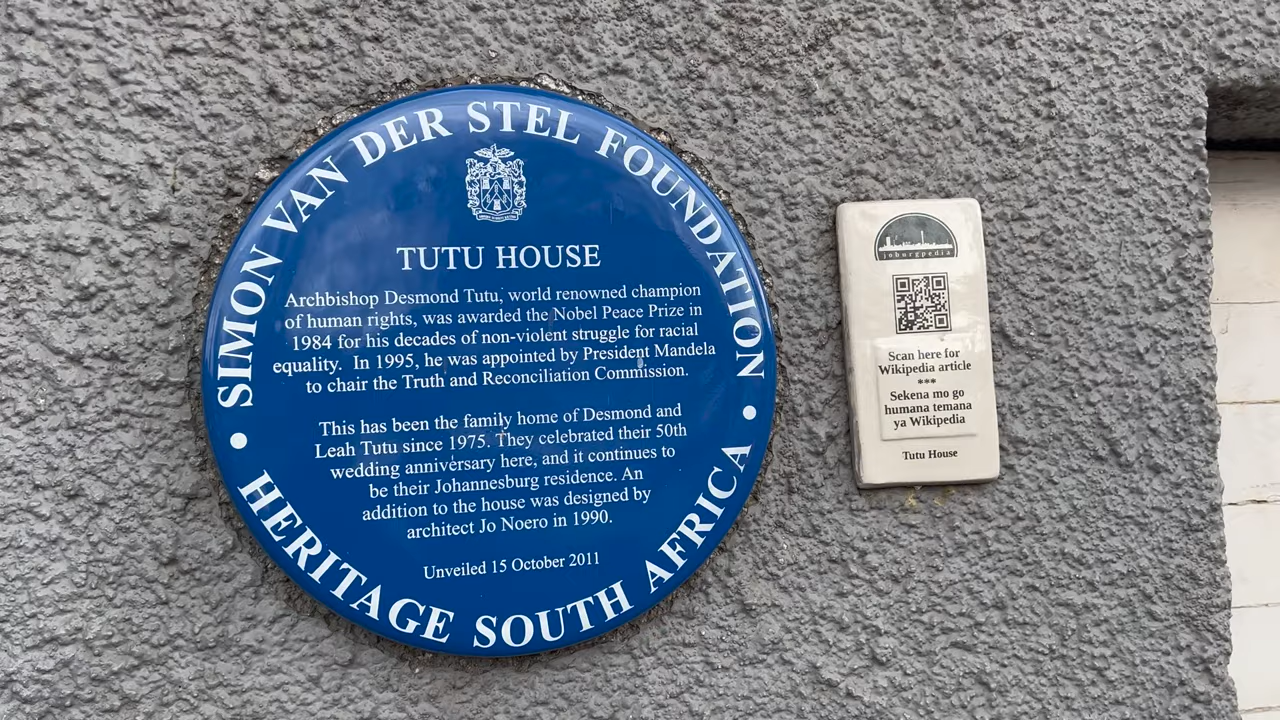 SIMON VAN DER STEL FOUNDATION
TUTU HOUSE
Archbishop Desmond Tutu, world renowned champion
of human rights, was awarded the Nobel Peace Prize in
1984 for his decades of non-violent struggle for racial
equality. In 1995, he was appointed by President Mandela
to chair the Truth and Reconciliation Commission.
This has been the family home of Desmond and
Leah Tutu since 1975. They celebrated their 50th
wedding anniversary here, and it continues to
be their Johannesburg residence. An
addition to the house was designed by
architect Jo Noero in 1990.
Unveiled 15 October 2011
• HERITAGE SOUTH AFRICA •
joburgpedia
Scan here for
Wikipedia article
***
Sekena mo go
humana temana
ya Wikipedia
Tutu House